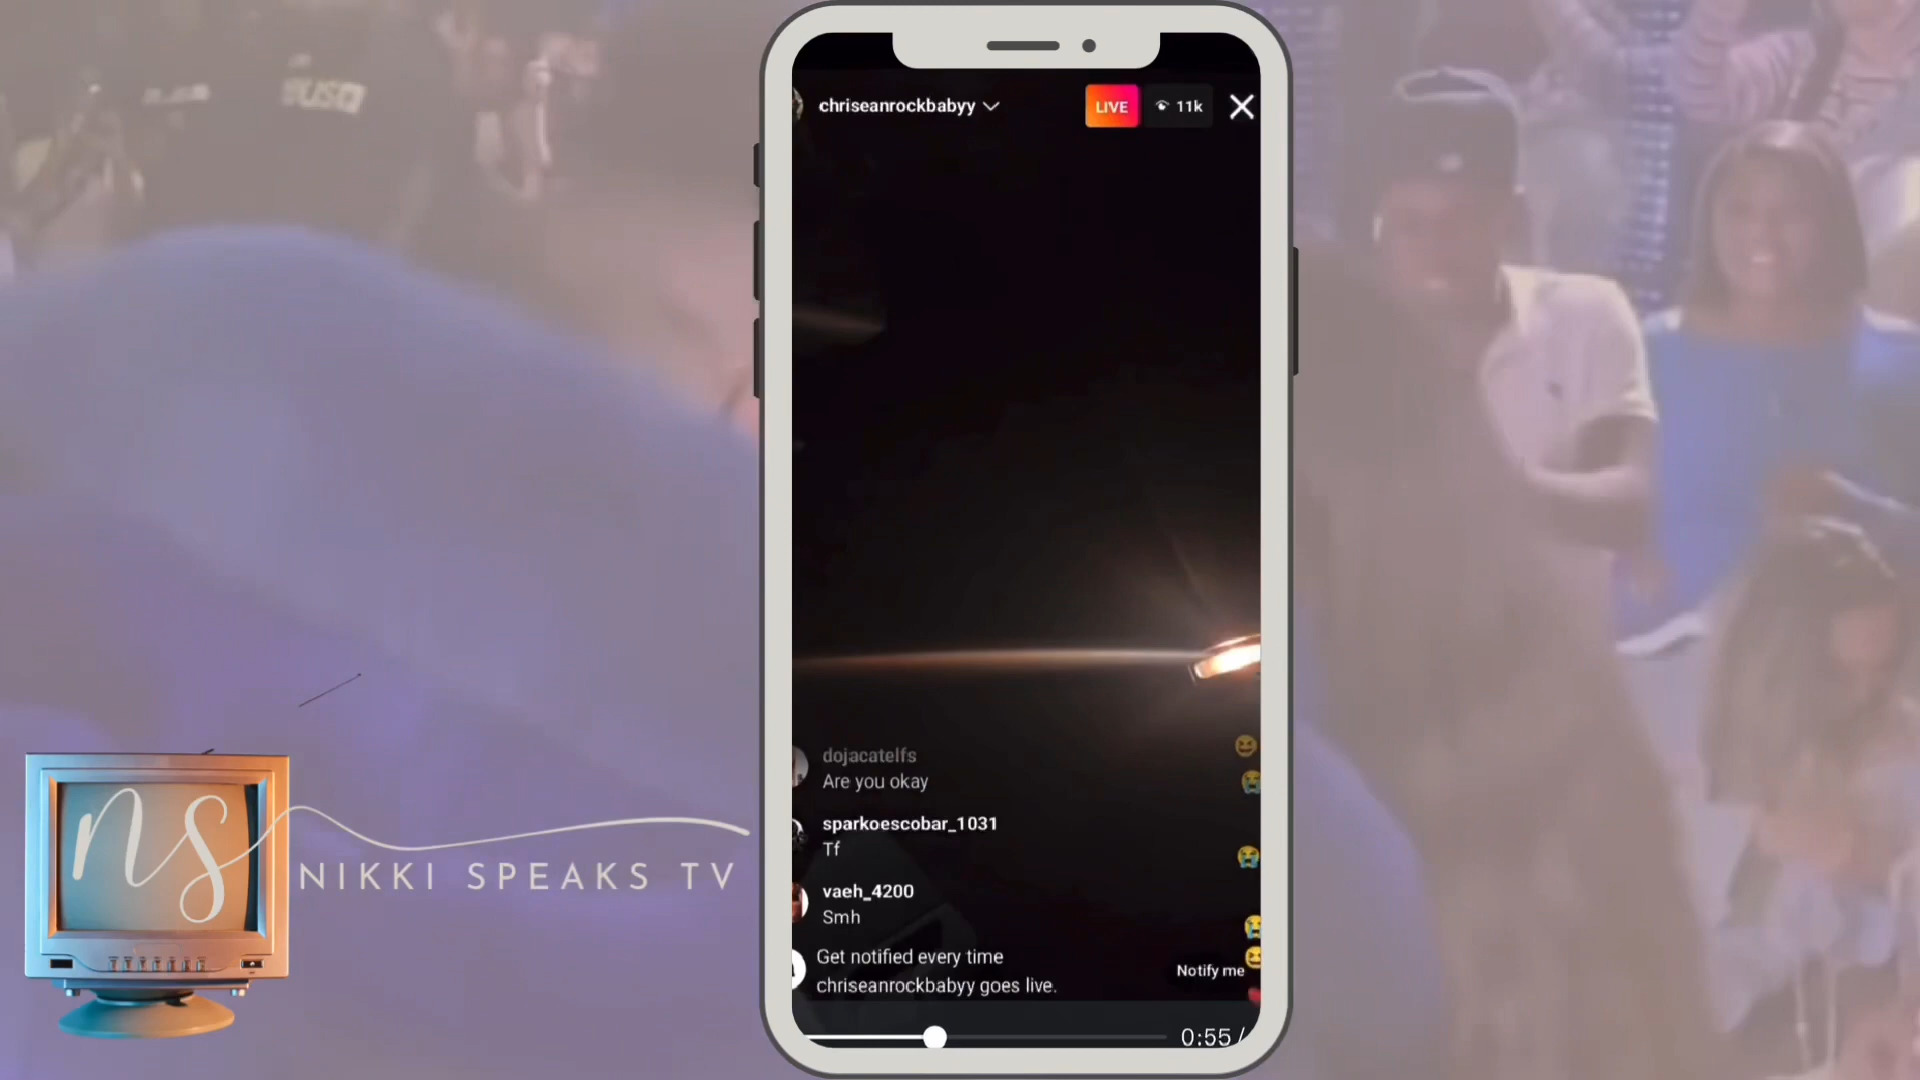 chriseanrockbabyy
LIVE
11k
dojacatelfs
Are you okay
sparkoescobar_1031
Tf
vaeh_4200
Smh
Get notified every time
chriseanrockbabyy goes live.
Notify me
0:55 /
ns
NIKKI SPEAKS TV